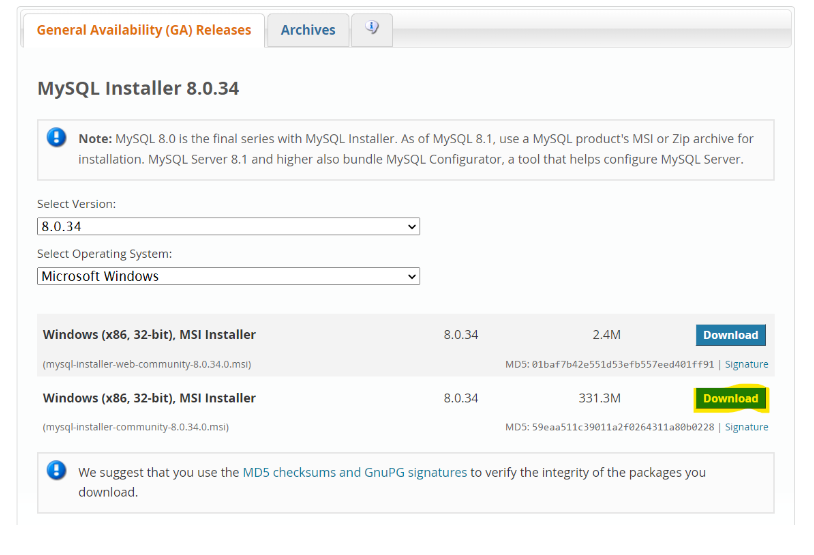 General Availability (GA) Releases
Archives
MySQL Installer 8.0.34
Note: MySQL 8.0 is the final series with MySQL Installer. As of MySQL 8.1, use a MySQL product's MSI or Zip archive for
installation. MySQL Server 8.1 and higher also bundle MySQL Configurator, a tool that helps configure MySQL Server.
Select Version:
8.0.34
Select Operating System:
Microsoft Windows
Windows (x86, 32-bit), MSI Installer 8.0.34 2.4M Download
(mysql-installer-web-community-8.0.34.0.msi) MD5: 01baf7b42e551d53efb557eed401ff91 | Signature
Windows (x86, 32-bit), MSI Installer 8.0.34 331.3M Download
(mysql-installer-community-8.0.34.0.msi) MD5: 59eaa511c39011a2f0264311a80b0228 | Signature
We suggest that you use the MD5 checksums and GnuPG signatures to verify the integrity of the packages you
download.